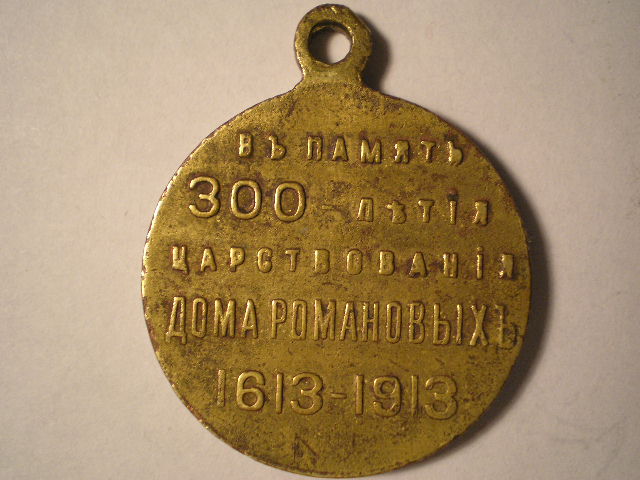 ВЪ ПАМЯТЬ
300-ЛѢТІЯ
ЦАРСТВОВАНІЯ
ДОМА РОМАНОВЫХЪ
1613-1913